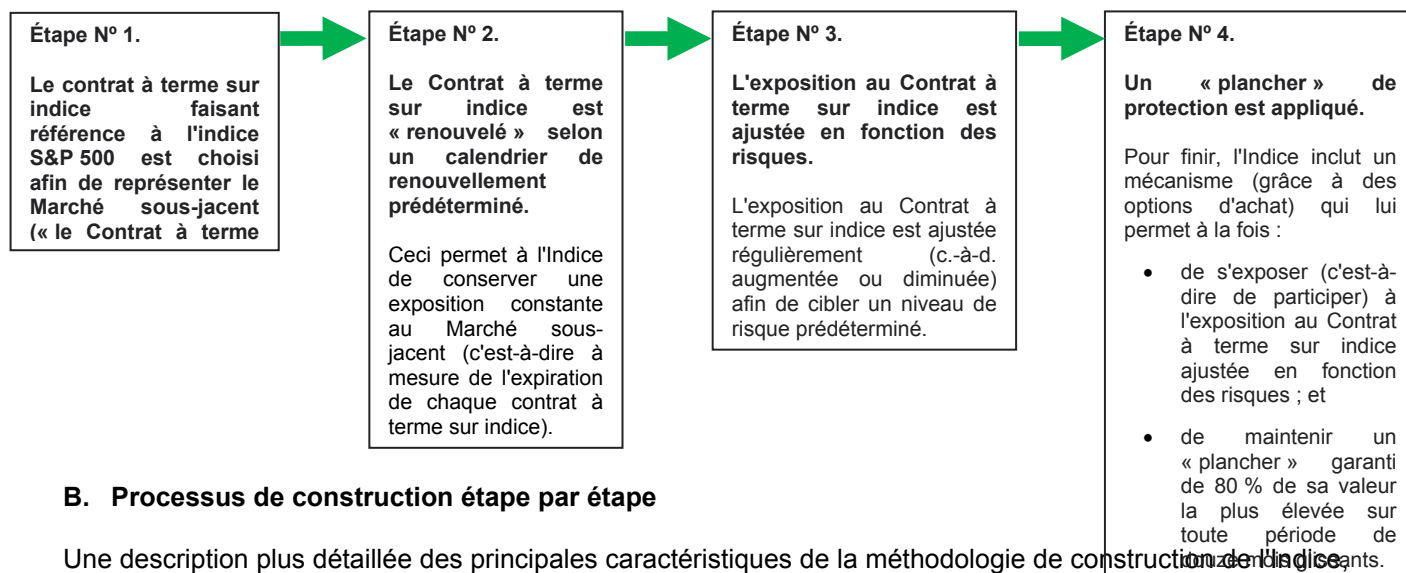 Étape Nº 1.
Le contrat à terme sur
indice faisant
référence à l'indice
S&P 500 est choisi
afin de représenter le
Marché sous-jacent
(« le Contrat à terme
Étape Nº 2.
Le Contrat à terme
sur indice est
« renouvelé » selon
un calendrier de
renouvellement
prédéterminé.
Ceci permet à l'Indice
de conserver une
exposition constante
au Marché sous-
jacent (c'est-à-dire à
mesure de l'expiration
de chaque contrat à
terme sur indice).
Étape Nº 3.
L'exposition au Contrat à
terme sur indice est
ajustée en fonction des
risques.
L'exposition au Contrat à
terme sur indice est ajustée
régulièrement (c.-à-d.
augmentée ou diminuée)
afin de cibler un niveau de
risque prédéterminé.
Étape Nº 4.
Un « plancher » de
protection est appliqué.
Pour finir, l'Indice inclut un
mécanisme (grâce à des
options d'achat) qui lui
permet à la fois :
• de s'exposer (c'est-à-
dire de participer) à
l'exposition au Contrat
à terme sur indice
ajustée en fonction
des risques ; et
• de maintenir un
« plancher » garanti
de 80 % de sa valeur
la plus élevée sur
toute période de
douze mois glissants.
B. Processus de construction étape par étape
Une description plus détaillée des principales caractéristiques de la méthodologie de construction de l'Indice,